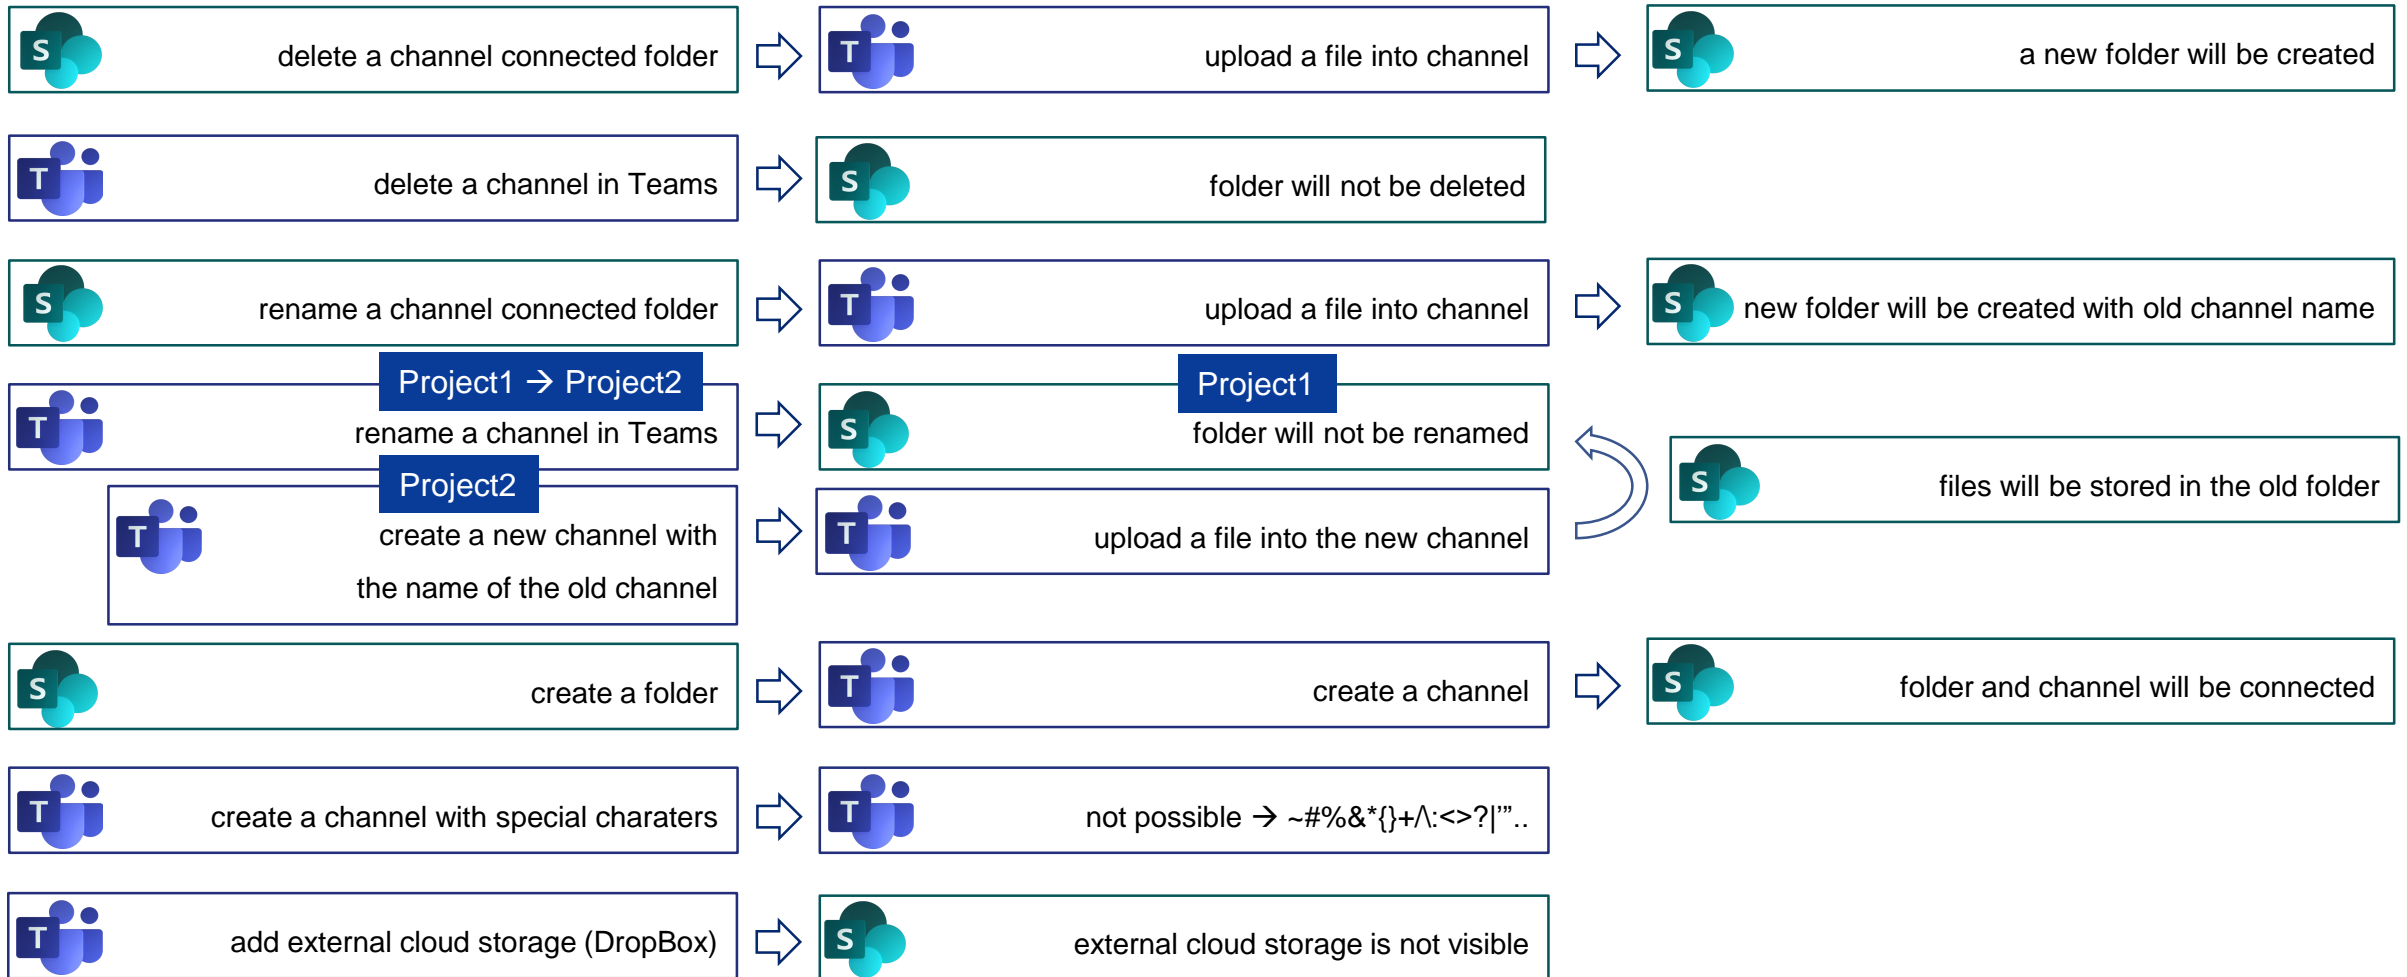 S delete a channel connected folder
T upload a file into channel
S a new folder will be created
T delete a channel in Teams
S folder will not be deleted
S rename a channel connected folder
T upload a file into channel
S new folder will be created with old channel name
Project1 → Project2
T rename a channel in Teams
Project1
S folder will not be renamed
S files will be stored in the old folder
Project2
T create a new channel with
the name of the old channel
T upload a file into the new channel
S create a folder
T create a channel
S folder and channel will be connected
T create a channel with special charaters
T not possible → ~#%&*{}+/\:<>?|'"..
T add external cloud storage (DropBox)
S external cloud storage is not visible